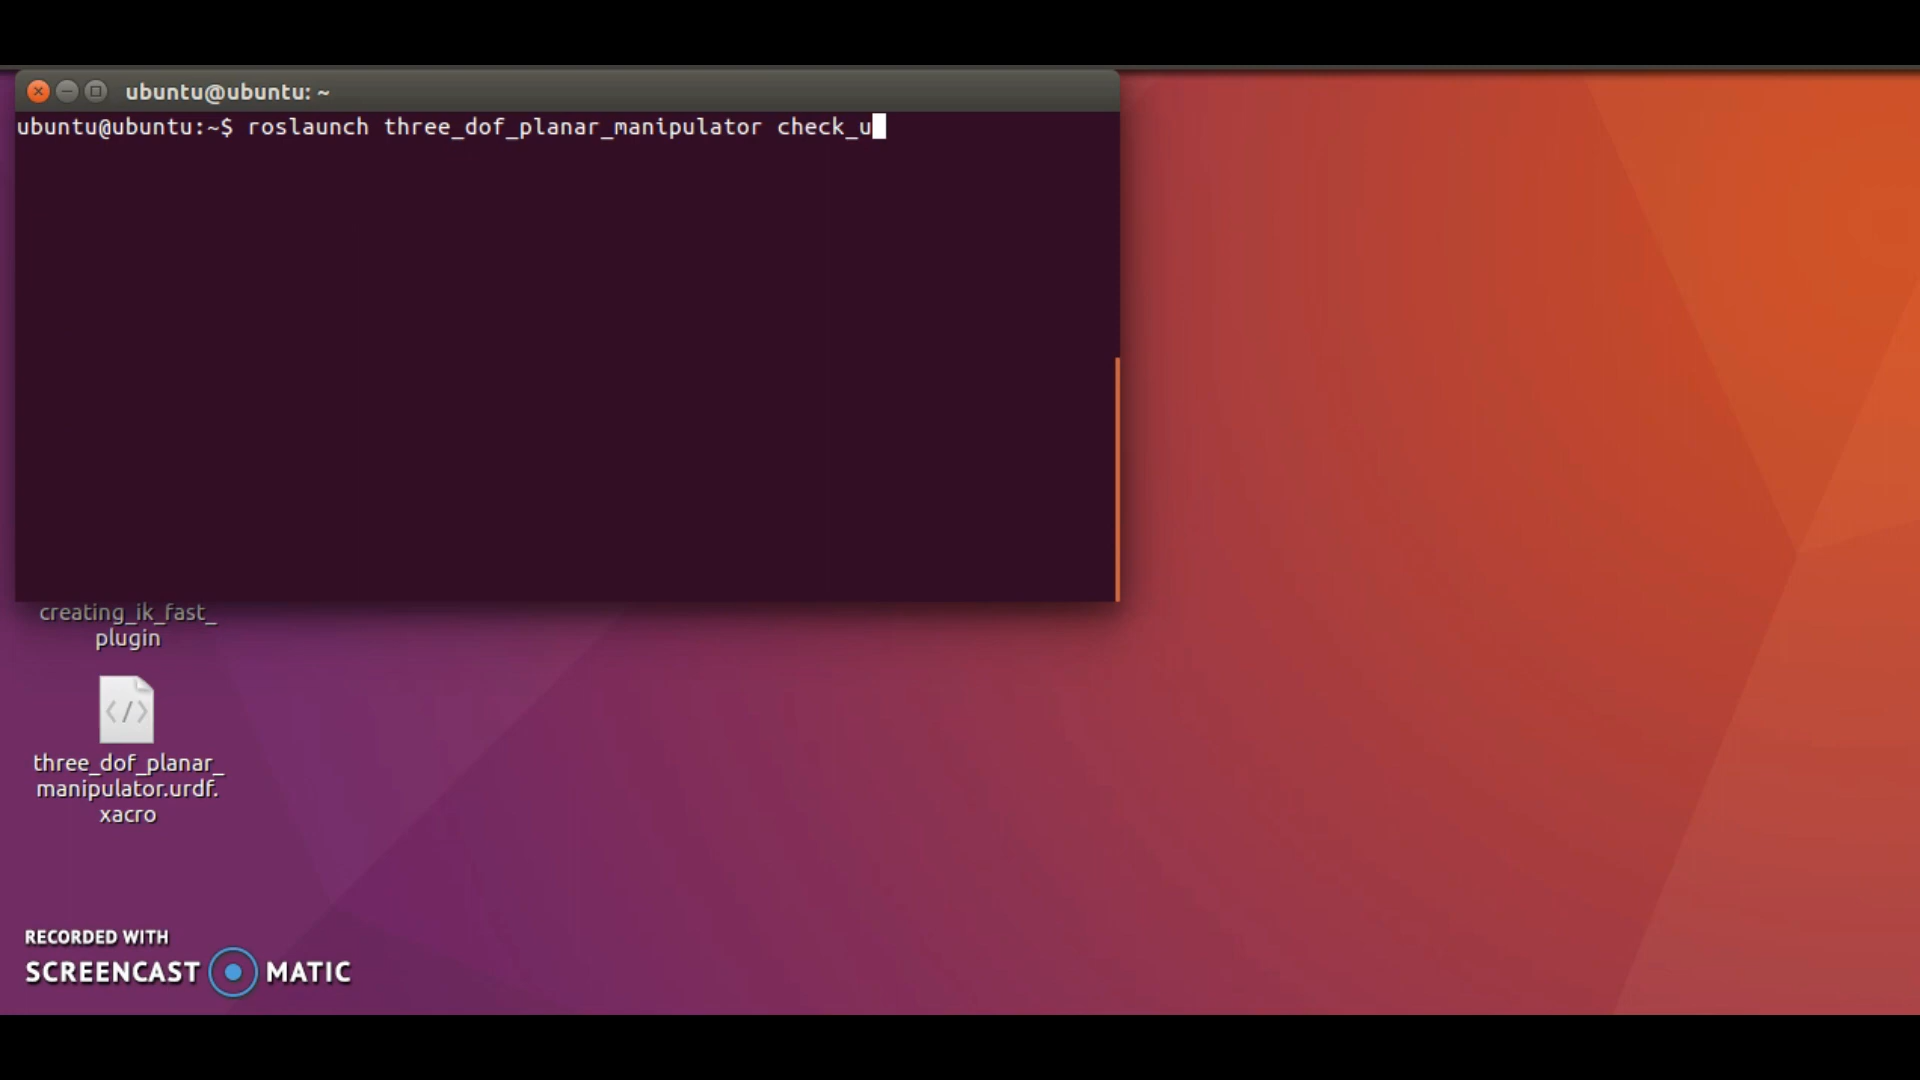 ubuntu@ubuntu: ~
ubuntu@ubuntu:~$ roslaunch three_dof_planar_manipulator check_u
creating_ik_fast_
plugin
</>
three_dof_planar_
manipulator.urdf.
xacro
RECORDED WITH
SCREENCAST MATIC